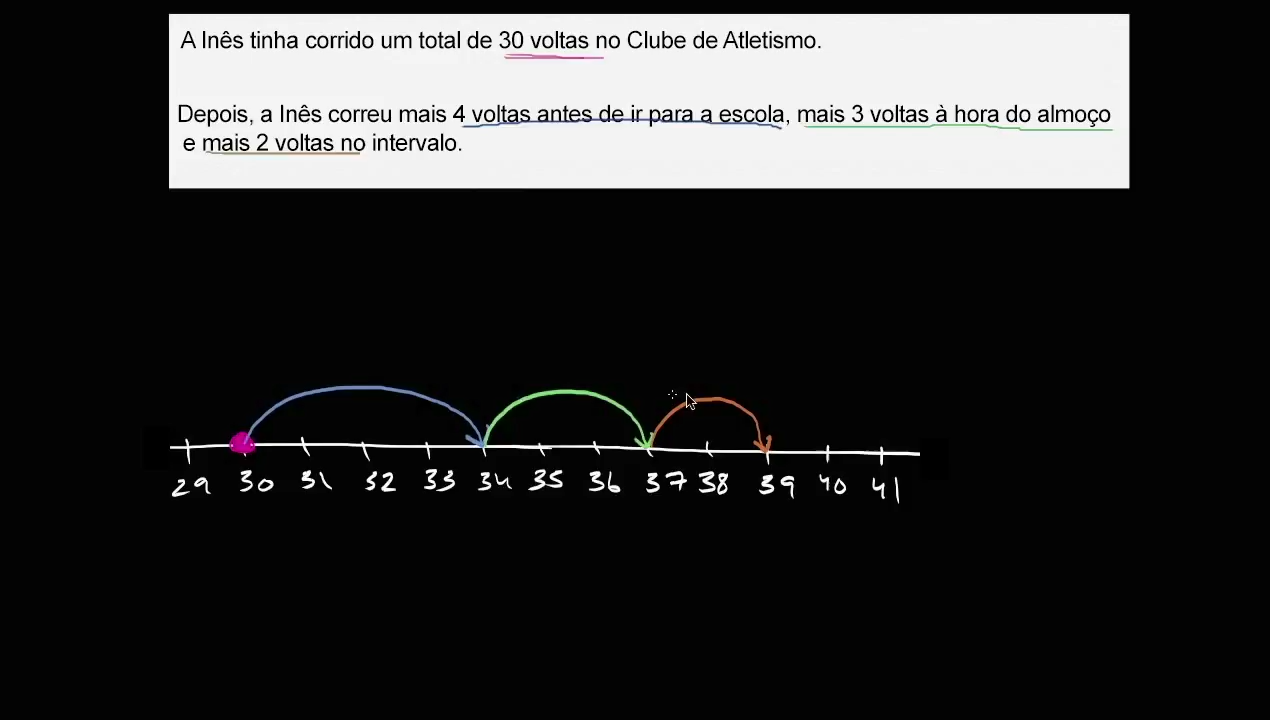 A Inês tinha corrido um total de 30 voltas no Clube de Atletismo.
Depois, a Inês correu mais 4 voltas antes de ir para a escola, mais 3 voltas à hora do almoço
e mais 2 voltas no intervalo.
29 30 31 32 33 34 35 36 37 38 39 40 41